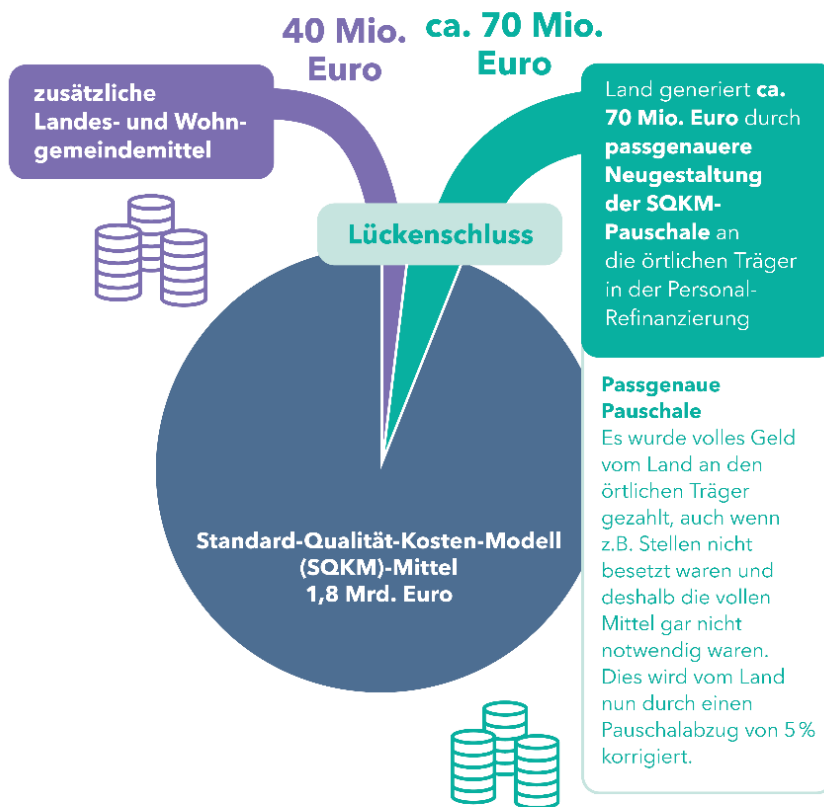 40 Mio.
Euro
ca. 70 Mio.
Euro
zusätzliche
Landes- und Wohn-
gemeindemittel
Land generiert ca.
70 Mio. Euro durch
passgenauere
Neugestaltung
der SQKM-
Pauschale an
die örtlichen Träger
in der Personal-
Refinanzierung
Lückenschluss
Passgenaue
Pauschale
Es wurde volles Geld
vom Land an den
örtlichen Träger
gezahlt, auch wenn
z.B. Stellen nicht
besetzt waren und
deshalb die vollen
Mittel gar nicht
notwendig waren.
Dies wird vom Land
nun durch einen
Pauschalabzug von 5 %
korrigiert.
Standard-Qualität-Kosten-Modell
(SQKM)-Mittel
1,8 Mrd. Euro